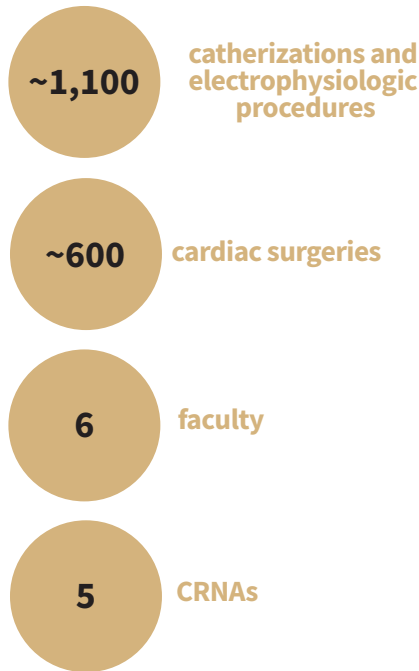 ~1,100
catherizations and
electrophysiologic
procedures
~600
cardiac surgeries
6
faculty
5
CRNAs